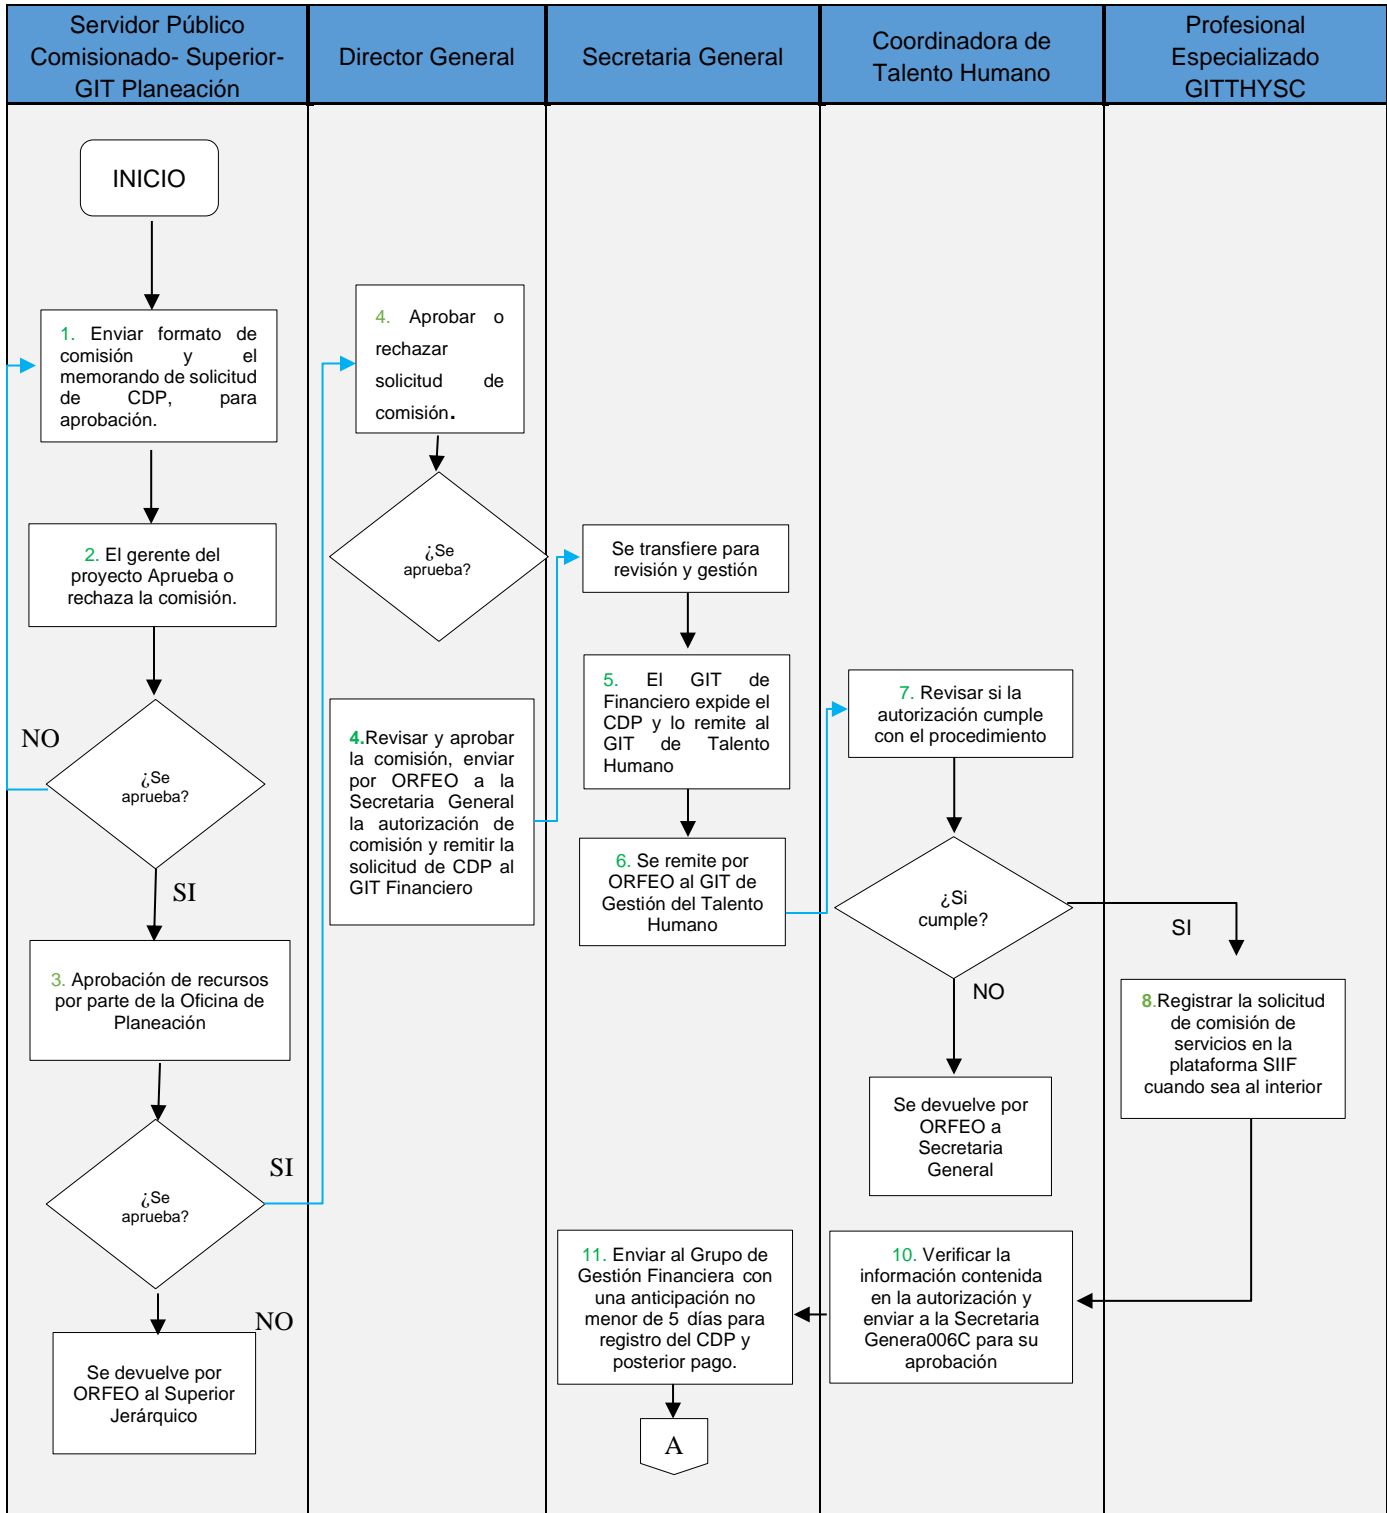 Servidor Público
Comisionado- Superior-
GIT Planeación
Director General
Secretaria General
Coordinadora de
Talento Humano
Profesional
Especializado
GITTHYSC
INICIO
1. Enviar formato de
comisión y el
memorando de solicitud
de CDP, para
aprobación.
2. El gerente del
proyecto Aprueba o
rechaza la comisión.
NO
¿Se
aprueba?
SI
3. Aprobación de recursos
por parte de la Oficina de
Planeación
SI
¿Se
aprueba?
NO
Se devuelve por
ORFEO al Superior
Jerárquico
4. Aprobar o
rechazar
solicitud de
comisión.
¿Se
aprueba?
4.Revisar y aprobar
la comisión, enviar
por ORFEO a la
Secretaria General
la autorización de
comisión y remitir la
solicitud de CDP al
GIT Financiero
Se transfiere para
revisión y gestión
5. El GIT de
Financiero expide el
CDP y lo remite al
GIT de Talento
Humano
6. Se remite por
ORFEO al GIT de
Gestión del Talento
Humano
7. Revisar si la
autorización cumple
con el procedimiento
¿Si
cumple?
SI
NO
Se devuelve por
ORFEO a
Secretaria
General
8.Registrar la solicitud
de comisión de
servicios en la
plataforma SIIF
cuando sea al interior
10. Verificar la
información contenida
en la autorización y
enviar a la Secretaria
Genera006C para su
aprobación
11. Enviar al Grupo de
Gestión Financiera con
una anticipación no
menor de 5 días para
registro del CDP y
posterior pago.
A